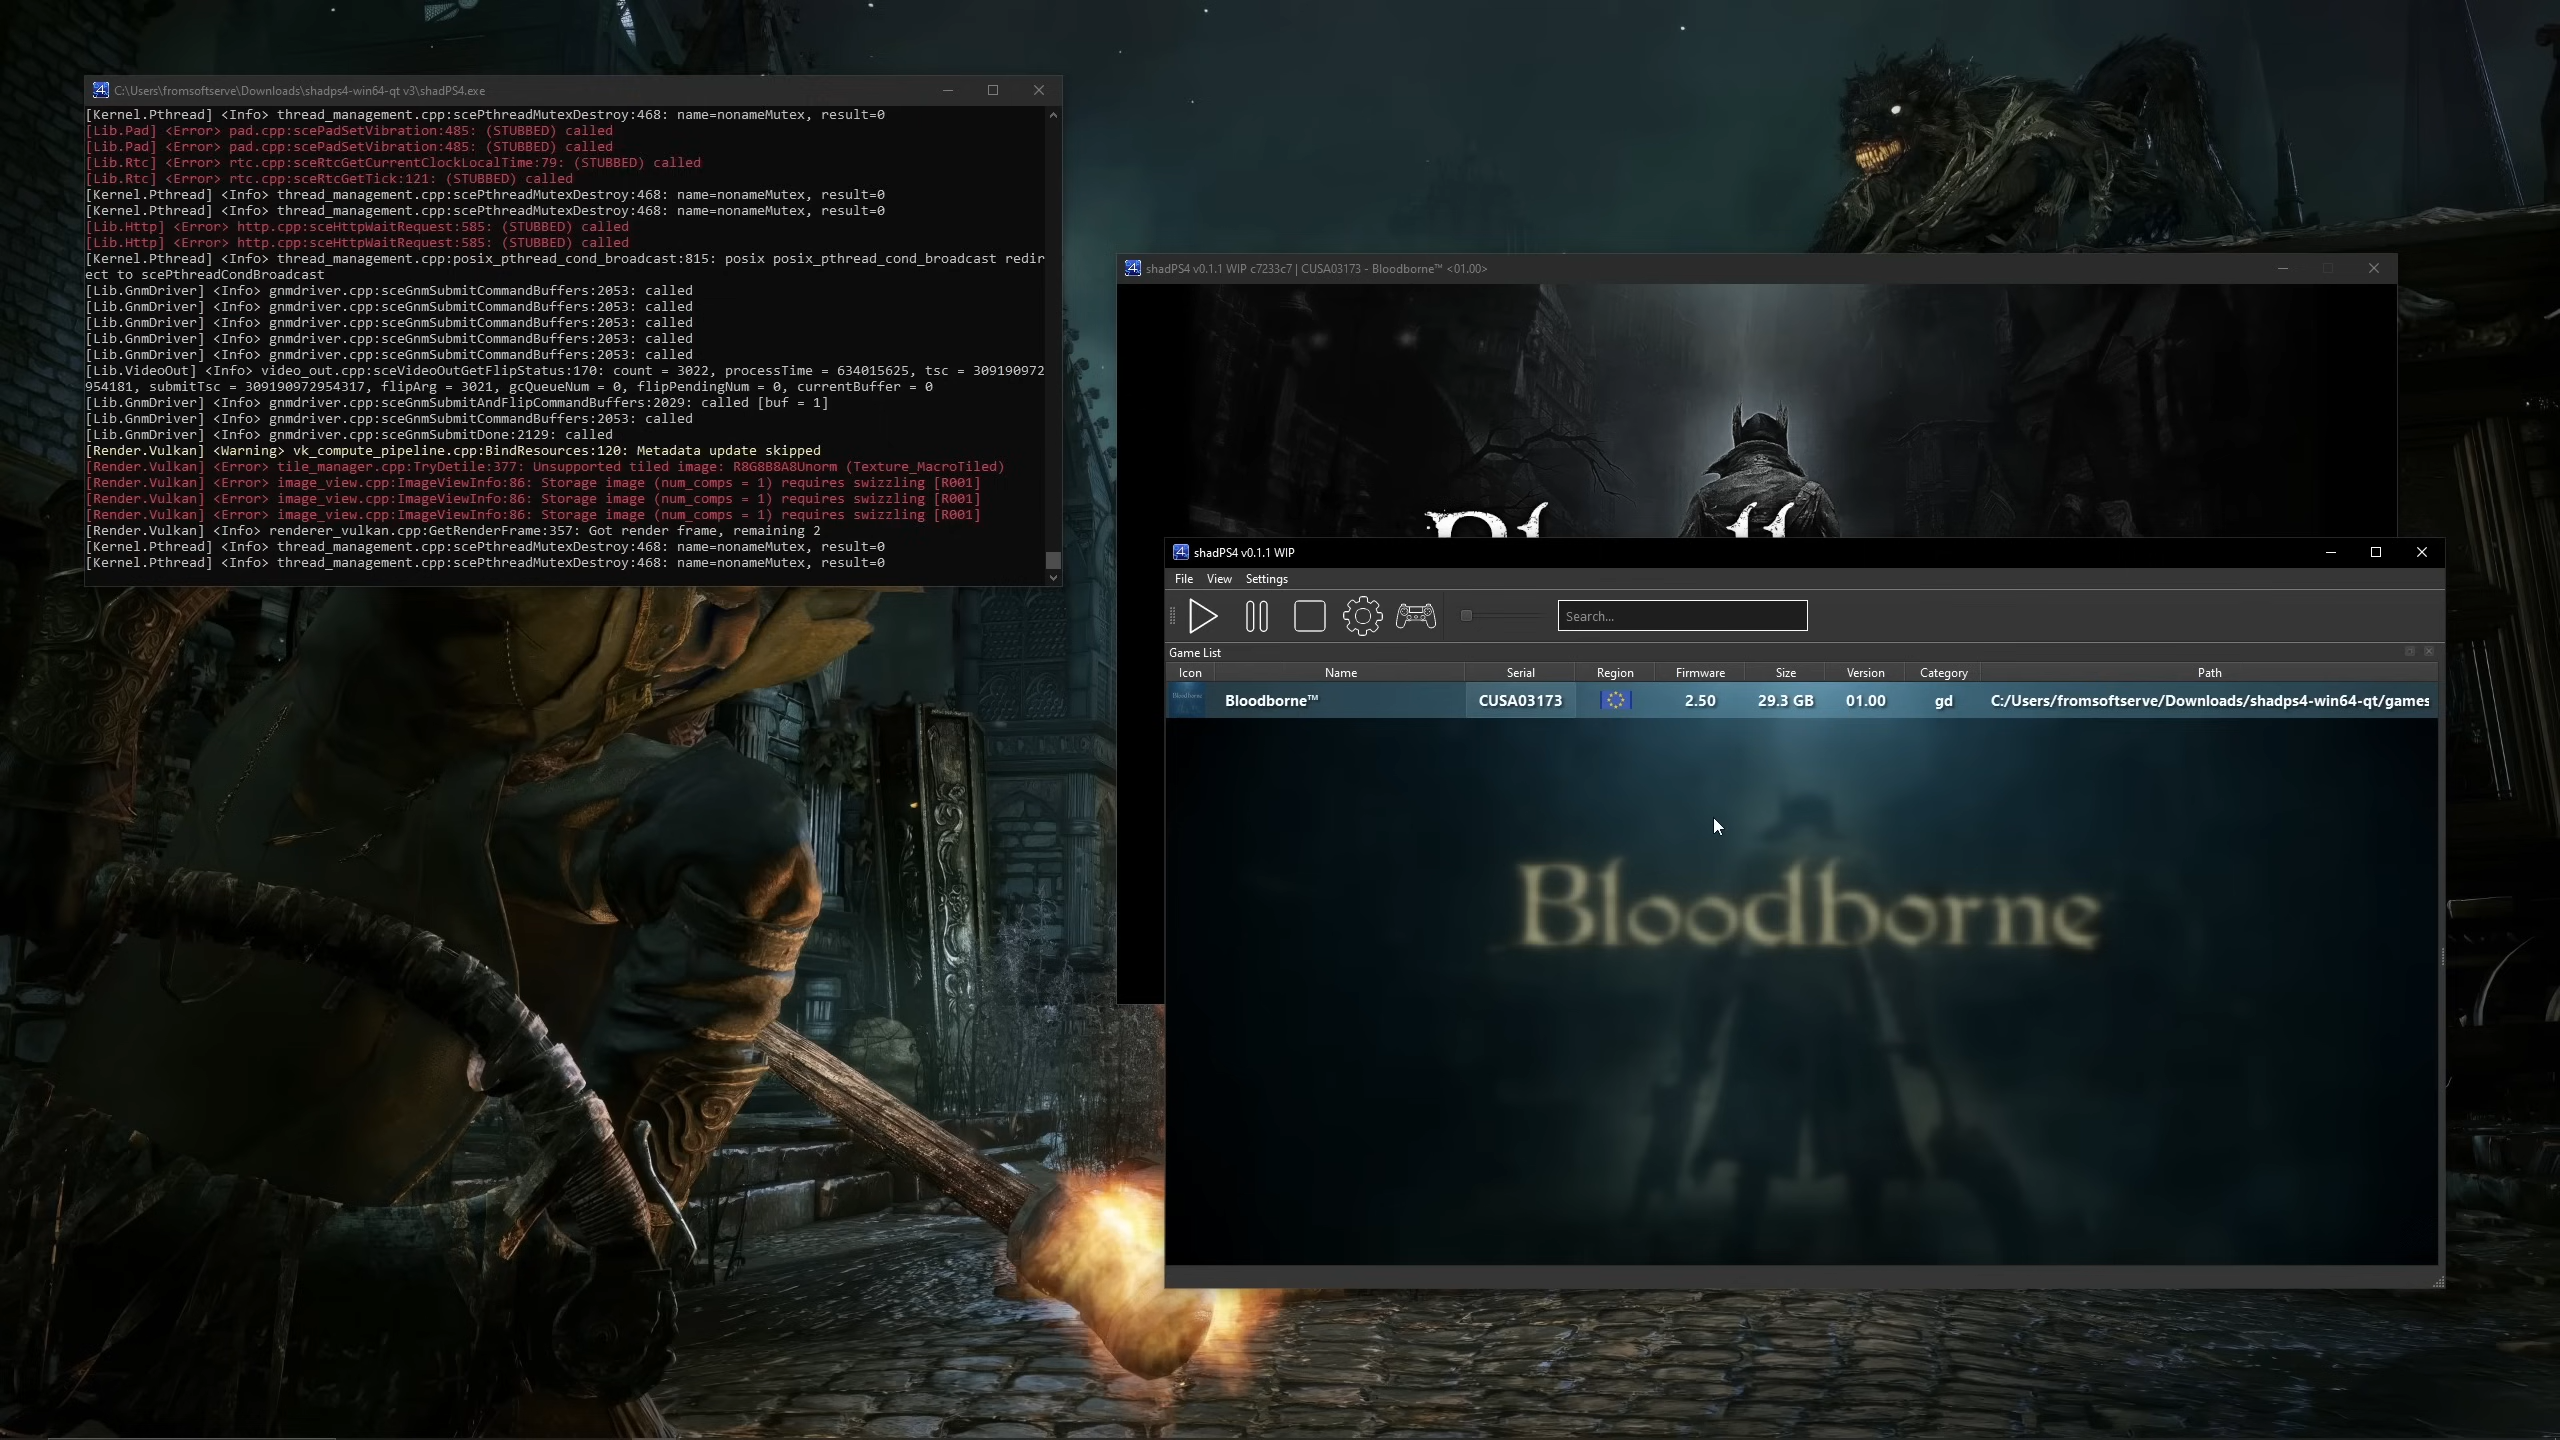 C:\Users\fromsoftserve\Downloads\shadps4-win64-qt v3\shadPS4.exe
[Kernel.Pthread] <Info> thread_management.cpp:scePthreadMutexDestroy:468: name=nonameMutex, result=0
[Lib.Pad] <Error> pad.cpp:scePadSetVibration:485: (STUBBED) called
[Lib.Pad] <Error> pad.cpp:scePadSetVibration:485: (STUBBED) called
[Lib.Rtc] <Error> rtc.cpp:sceRtcGetCurrentClockLocalTime:79: (STUBBED) called
[Lib.Rtc] <Error> rtc.cpp:sceRtcGetTick:121: (STUBBED) called
[Kernel.Pthread] <Info> thread_management.cpp:scePthreadMutexDestroy:468: name=nonameMutex, result=0
[Kernel.Pthread] <Info> thread_management.cpp:scePthreadMutexDestroy:468: name=nonameMutex, result=0
[Lib.Http] <Error> http.cpp:sceHttpWaitRequest:585: (STUBBED) called
[Lib.Http] <Error> http.cpp:sceHttpWaitRequest:585: (STUBBED) called
[Kernel.Pthread] <Info> thread_management.cpp:posix_pthread_cond_broadcast:815: posix posix_pthread_cond_broadcast redir
ect to scePthreadCondBroadcast
[Lib.GnmDriver] <Info> gnmdriver.cpp:sceGnmSubmitCommandBuffers:2053: called
[Lib.GnmDriver] <Info> gnmdriver.cpp:sceGnmSubmitCommandBuffers:2053: called
[Lib.GnmDriver] <Info> gnmdriver.cpp:sceGnmSubmitCommandBuffers:2053: called
[Lib.GnmDriver] <Info> gnmdriver.cpp:sceGnmSubmitCommandBuffers:2053: called
[Lib.GnmDriver] <Info> gnmdriver.cpp:sceGnmSubmitCommandBuffers:2053: called
[Lib.VideoOut] <Info> video_out.cpp:sceVideoOutGetFlipStatus:170: count = 3022, processTime = 634015625, tsc = 309190972
954181, submitTsc = 309190972954317, flipArg = 3021, gcQueueNum = 0, flipPendingNum = 0, currentBuffer = 0
[Lib.GnmDriver] <Info> gnmdriver.cpp:sceGnmSubmitAndFlipCommandBuffers:2029: called [buf = 1]
[Lib.GnmDriver] <Info> gnmdriver.cpp:sceGnmSubmitCommandBuffers:2053: called
[Lib.GnmDriver] <Info> gnmdriver.cpp:sceGnmSubmitDone:2129: called
[Render.Vulkan] <Warning> vk_compute_pipeline.cpp:BindResources:120: Metadata update skipped
[Render.Vulkan] <Error> tile_manager.cpp:TryDetile:377: Unsupported tiled image: R8G8B8A8Unorm (Texture_MacroTiled)
[Render.Vulkan] <Error> image_view.cpp:ImageViewInfo:86: Storage image (num_comps = 1) requires swizzling [R001]
[Render.Vulkan] <Error> image_view.cpp:ImageViewInfo:86: Storage image (num_comps = 1) requires swizzling [R001]
[Render.Vulkan] <Error> image_view.cpp:ImageViewInfo:86: Storage image (num_comps = 1) requires swizzling [R001]
[Render.Vulkan] <Info> renderer_vulkan.cpp:GetRenderFrame:357: Got render frame, remaining 2
[Kernel.Pthread] <Info> thread_management.cpp:scePthreadMutexDestroy:468: name=nonameMutex, result=0
[Kernel.Pthread] <Info> thread_management.cpp:scePthreadMutexDestroy:468: name=nonameMutex, result=0
shadPS4 v0.1.1 WIP c7233c7 | CUSA03173 - Bloodborne™ <01.00>
shadPS4 v0.1.1 WIP
File View Settings
Search...
Game List
Icon Name Serial Region Firmware Size Version Category Path
Bloodborne™ CUSA03173 2.50 29.3 GB 01.00 gd C:/Users/fromsoftserve/Downloads/shadps4-win64-qt/games
Bloodborne